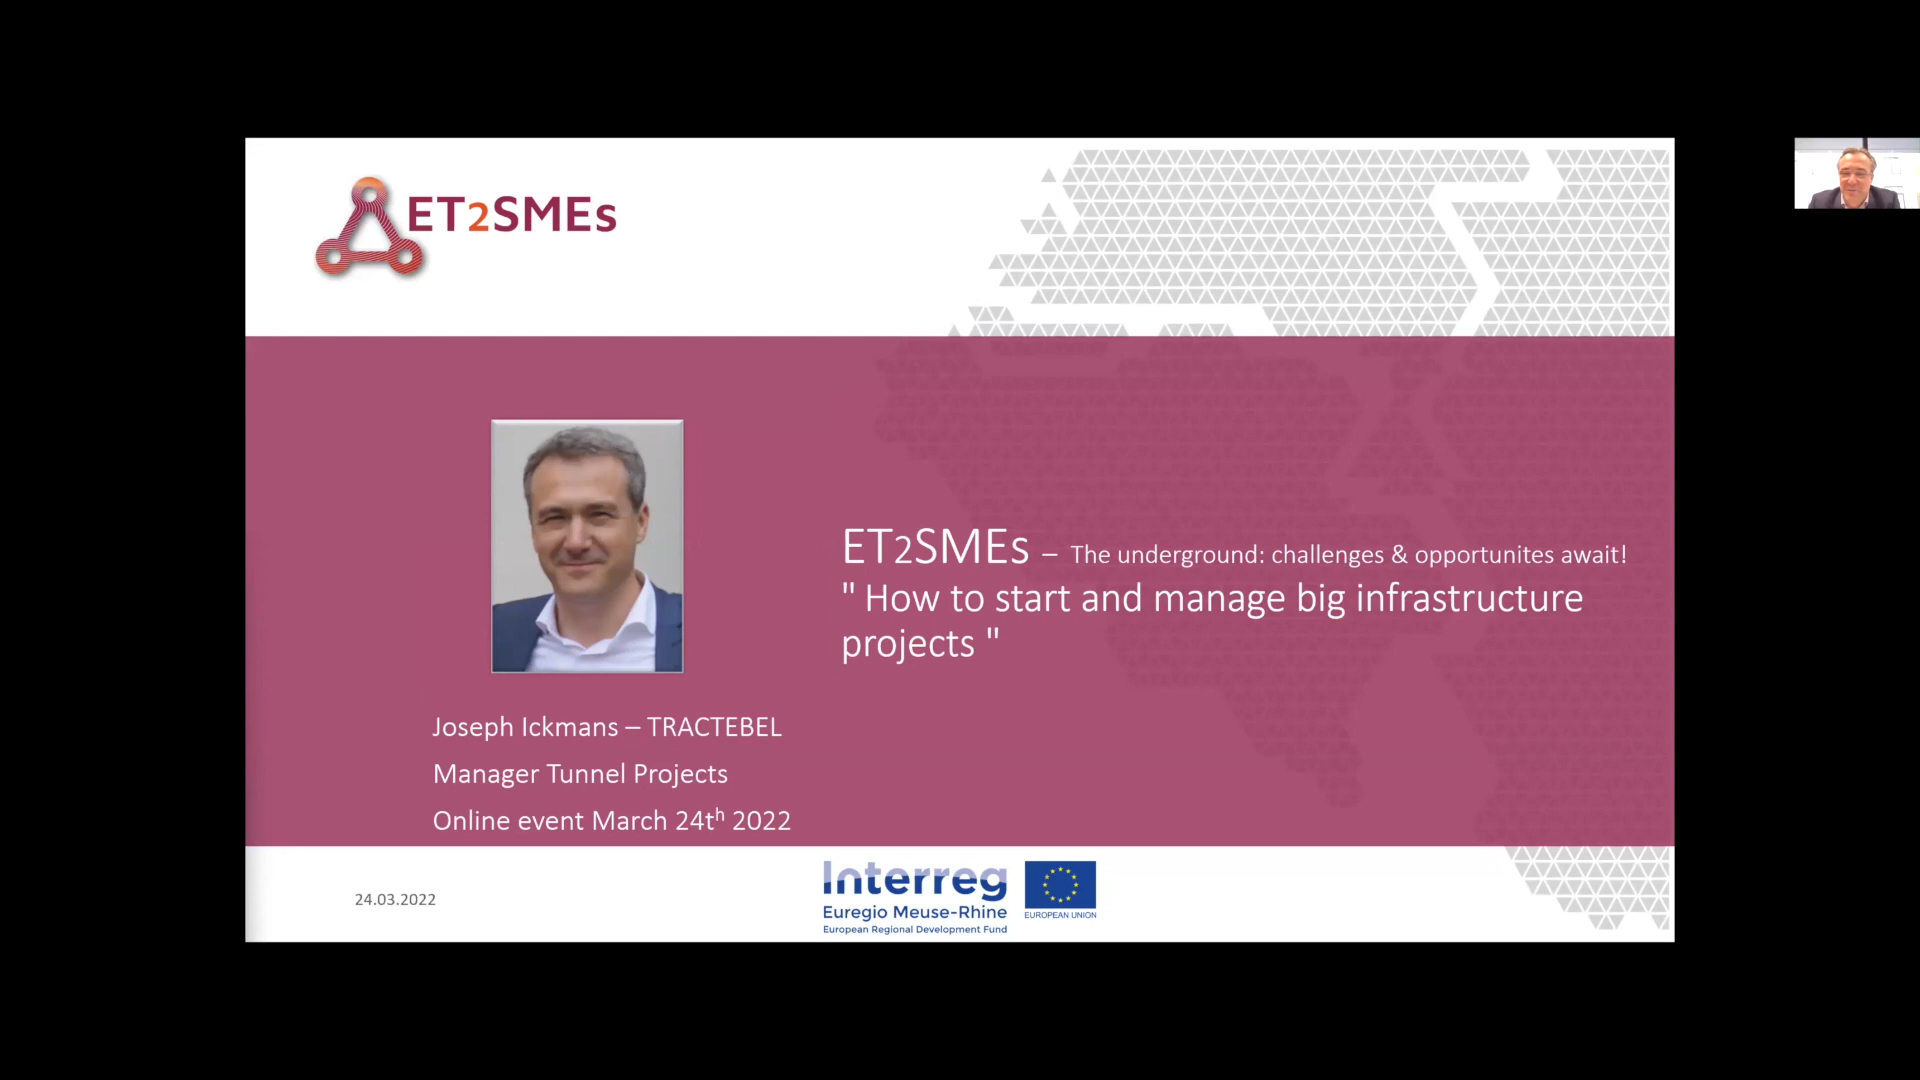 ET2SMEs
ET2SMEs – The underground: challenges & opportunites await!
" How to start and manage big infrastructure
projects "
Joseph Ickmans – TRACTEBEL
Manager Tunnel Projects
Online event March 24th 2022
24.03.2022
Interreg
Euregio Meuse-Rhine
European Regional Development Fund
EUROPEAN UNION